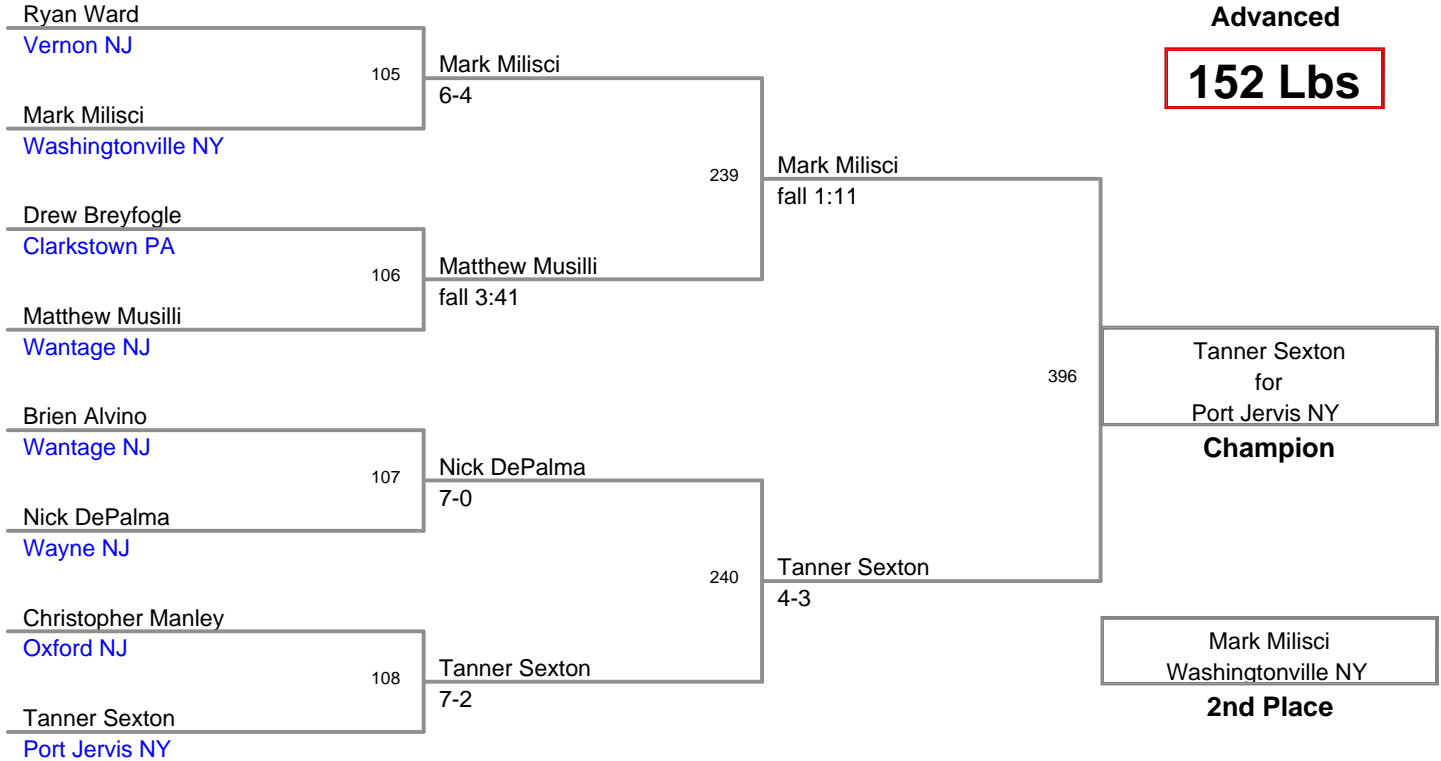 Ryan Ward
Vernon NJ
105
Mark Milisci
Washingtonville NY
Mark Milisci
6-4
Drew Breyfogle
Clarkstown PA
106
Matthew Musilli
Wantage NJ
Matthew Musilli
fall 3:41
239
Mark Milisci
fall 1:11
Brien Alvino
Wantage NJ
107
Nick DePalma
Wayne NJ
Nick DePalma
7-0
Christopher Manley
Oxford NJ
108
Tanner Sexton
Port Jervis NY
Tanner Sexton
7-2
240
Tanner Sexton
4-3
396
Advanced
152 Lbs
Tanner Sexton
for
Port Jervis NY
Champion
Mark Milisci
Washingtonville NY
2nd Place